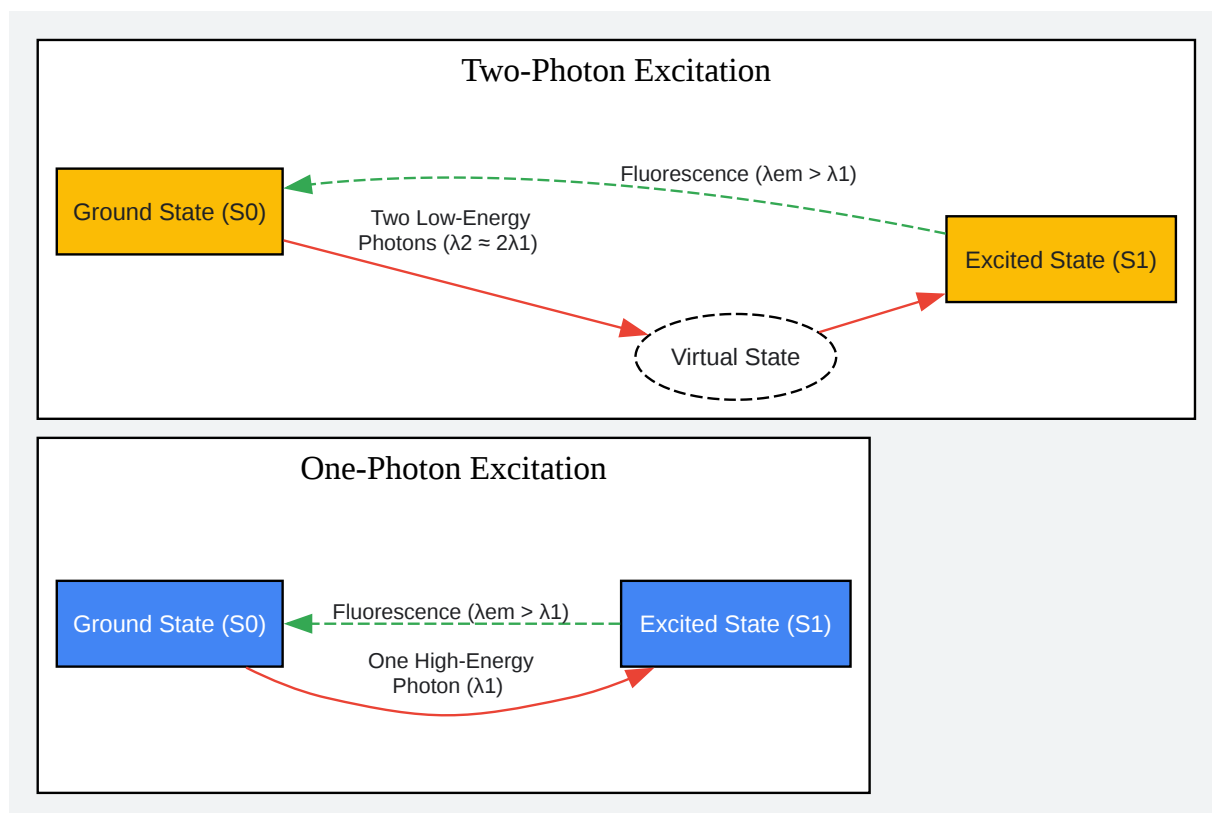 Two-Photon Excitation
Fluorescence (λem > λ1)
Ground State (S0)
Two Low-Energy
Photons (λ2 ≈ 2λ1)
Excited State (S1)
Virtual State
One-Photon Excitation
Fluorescence (λem > λ1)
Ground State (S0)
Excited State (S1)
One High-Energy
Photon (λ1)